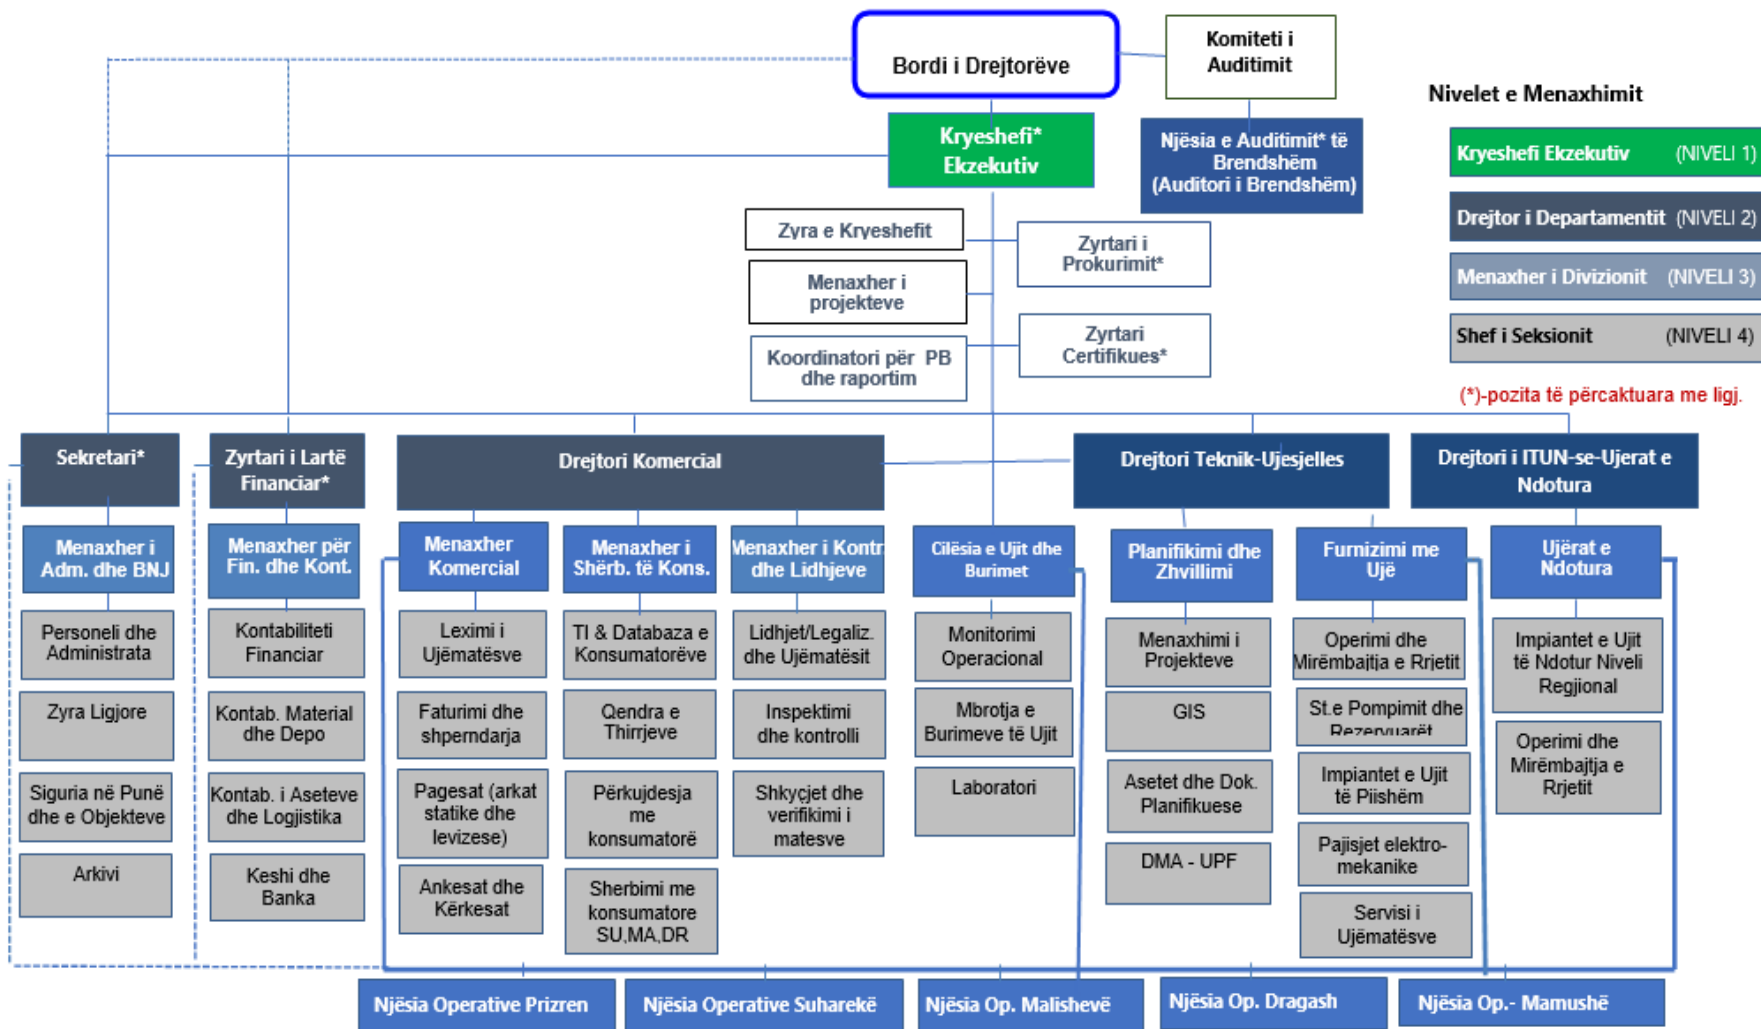 Bordi i Drejtorëve
Komiteti i
Auditimit
Nivelet e Menaxhimit
Kryeshefi*
Ekzekutiv
Njësia e Auditimit* të
Brendshëm
(Auditori i Brendshëm)
Kryeshefi Ekzekutiv (NIVELI 1)
Drejtor i Departamentit (NIVELI 2)
Menaxher i Divizionit (NIVELI 3)
Shef i Seksionit (NIVELI 4)
(*)-pozita të përcaktuara me ligj.
Zyra e Kryeshefit
Zyrtari i
Prokurimit*
Menaxher i
projekteve
Zyrtari
Certifikues*
Koordinatori për PB
dhe raportim
Sekretari*
Zyrtari i Lartë
Financiar*
Drejtori Komercial
Drejtori Teknik-Ujesjelles
Drejtori i ITUN-se-Ujerat e
Ndotura
Menaxher i
Adm. dhe BNJ
Menaxher për
Fin. dhe Kont.
Menaxher
Komercial
Menaxher i
Shërb. të Kons.
Menaxher i Kontr.
dhe Lidhjeve
Cilësia e Ujit dhe
Burimet
Planifikimi dhe
Zhvillimi
Furnizimi me
Ujë
Ujërat e
Ndotura
Personeli dhe
Administrata
Zyra Ligjore
Siguria në Punë
dhe e Objekteve
Arkivi
Kontabiliteti
Financiar
Kontab. Material
dhe Depo
Kontab. i Aseteve
dhe Logjistika
Keshi dhe
Banka
Leximi i
Ujëmatësve
Faturimi dhe
shperndarja
Pagesat (arkat
statike dhe
levizese)
Ankesat dhe
Kërkesat
TI & Databaza e
Konsumatorëve
Qendra e
Thirrjeve
Përkujdesja
me
konsumatorë
Sherbimi me
konsumatore
SU,MA,DR
Lidhjet/Legaliz.
dhe Ujëmatësit
Inspektimi
dhe kontrolli
Shkyçjet dhe
verifikimi i
matesve
Monitorimi
Operacional
Mbrotja e
Burimeve të Ujit
Laboratori
Menaxhimi i
Projekteve
GIS
Asetet dhe Dok.
Planifikuese
DMA - UPF
Operimi dhe
Mirëmbajtja e Rrjetit
St.e Pompimit dhe
Rezervuarët
Impiantet e Ujit
të Piishëm
Pajisjet elektro-
mekanike
Servisi i
Ujëmatësve
Impiantet e Ujit
të Ndotur Niveli
Regjional
Operimi dhe
Mirëmbajtja e
Rrjetit
Njësia Operative Prizren
Njësia Operative Suharekë
Njësia Op. Malishevë
Njësia Op. Dragash
Njësia Op.- Mamushë